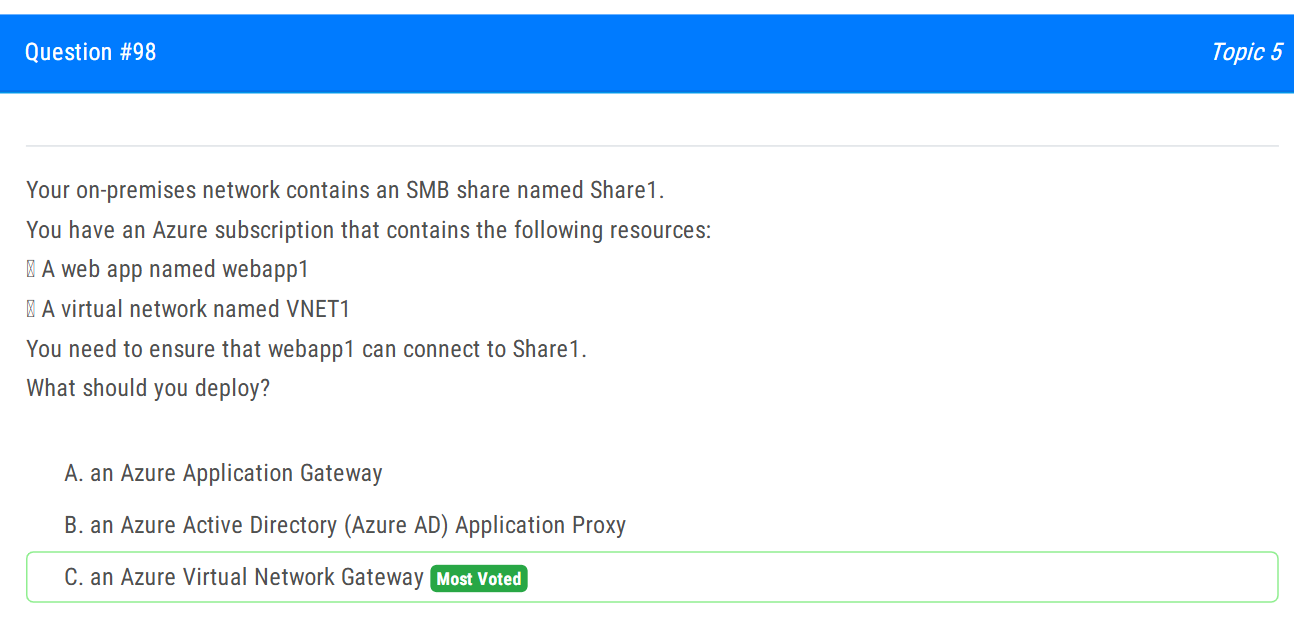 Question #98
Topic 5
Your on-premises network contains an SMB share named Share1.
You have an Azure subscription that contains the following resources:
A web app named webapp1
A virtual network named VNET1
You need to ensure that webapp1 can connect to Share1.
What should you deploy?
A. an Azure Application Gateway
B. an Azure Active Directory (Azure AD) Application Proxy
C. an Azure Virtual Network Gateway Most Voted